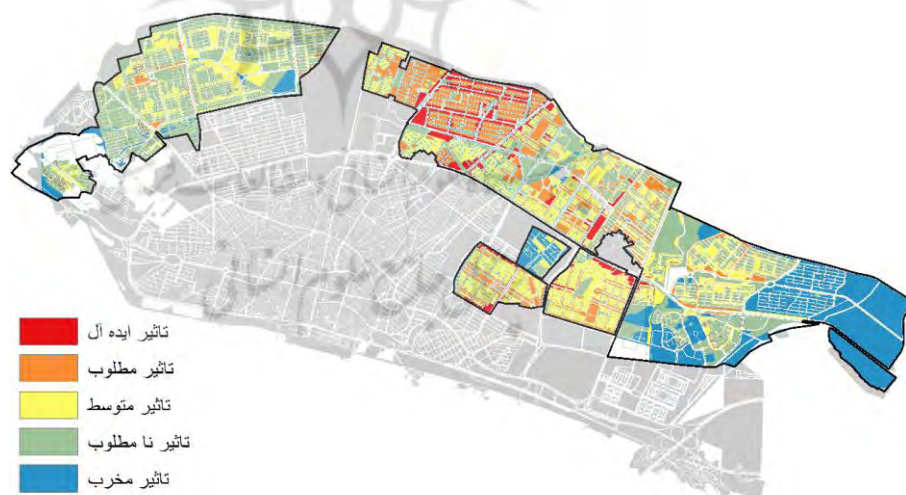 تاثیر ایده آل
تاثیر مطلوب
تاثیر متوسط
تاثیر نا مطلوب
تاثیر مخرب